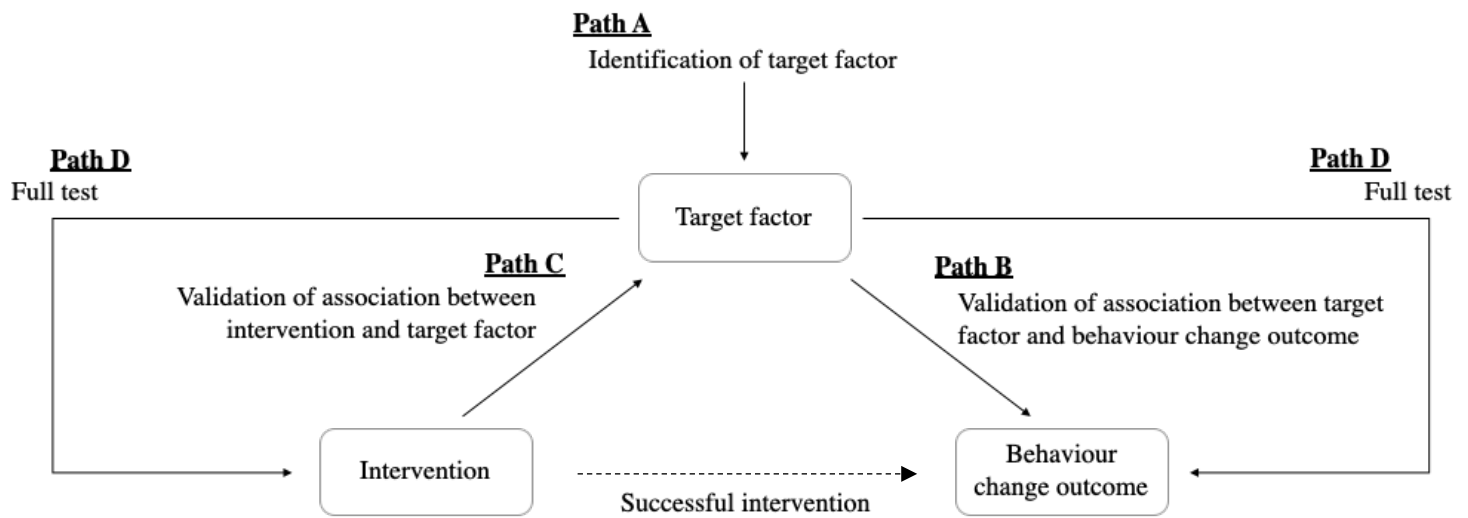 Path A
Identification of target factor
Path D
Full test
Path D
Full test
Target factor
Path C
Validation of association between
intervention and target factor
Path B
Validation of association between target
factor and behaviour change outcome
Intervention
Successful intervention
Behaviour
change outcome